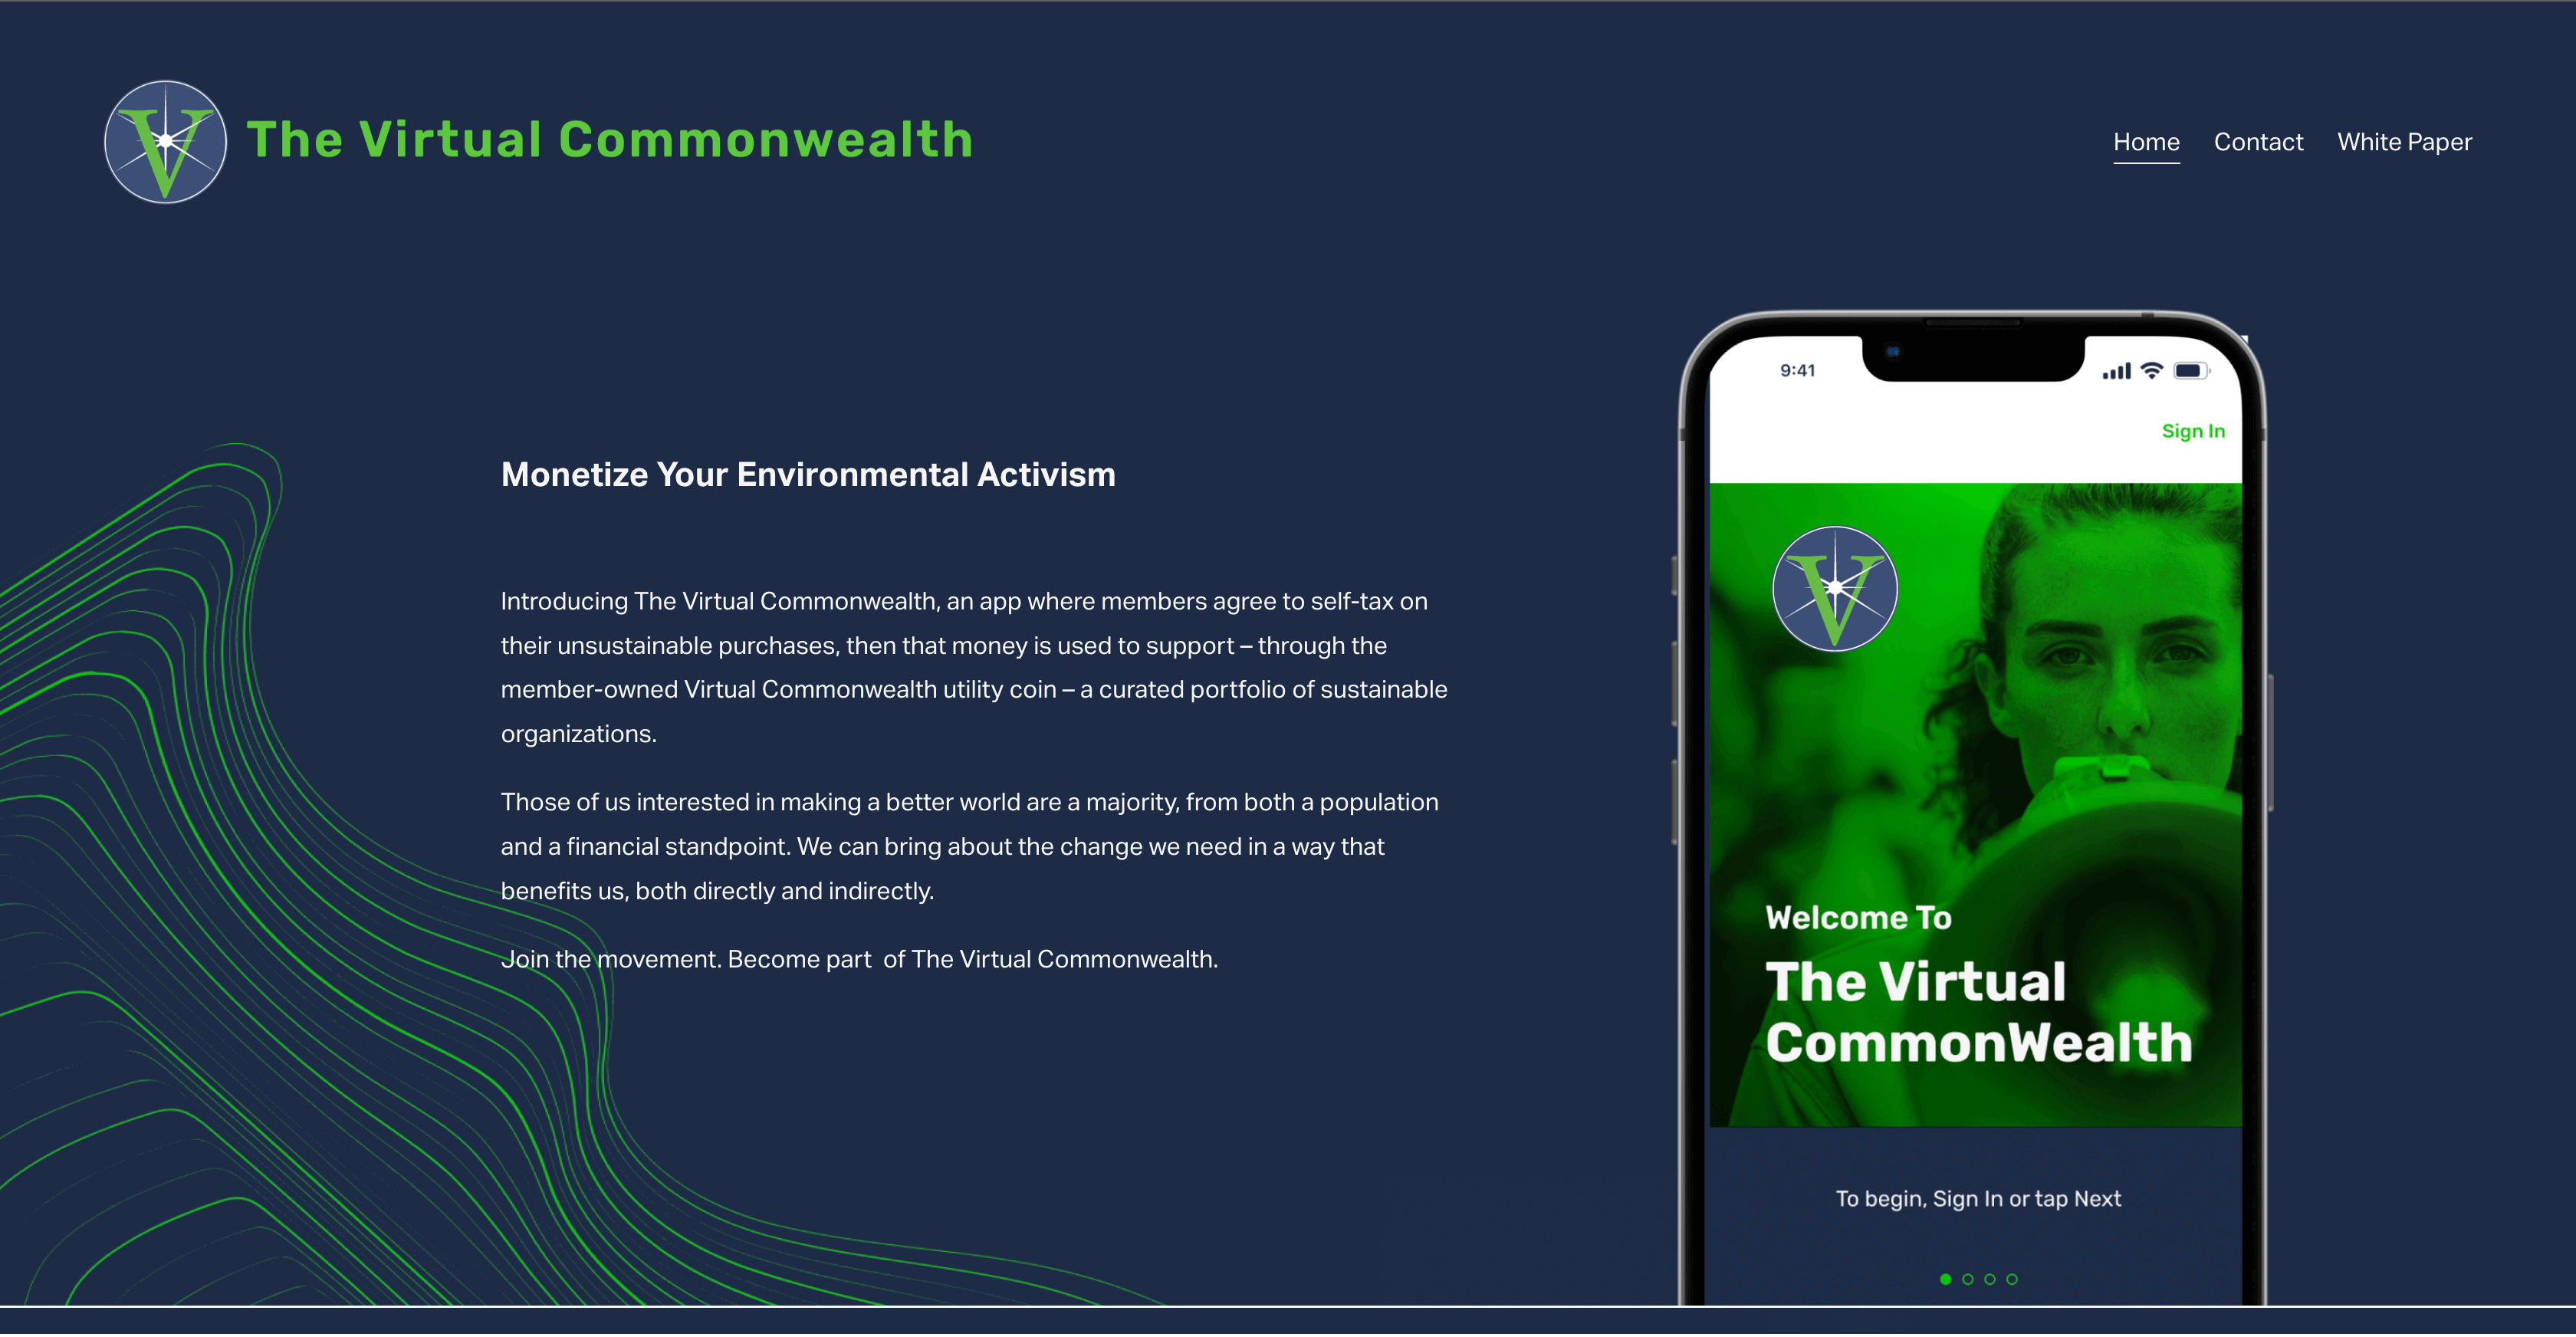 V The Virtual Commonwealth
Home Contact White Paper
Monetize Your Environmental Activism
Introducing The Virtual Commonwealth, an app where members agree to self-tax on
their unsustainable purchases, then that money is used to support – through the
member-owned Virtual Commonwealth utility coin – a curated portfolio of sustainable
organizations.
Those of us interested in making a better world are a majority, from both a population
and a financial standpoint. We can bring about the change we need in a way that
benefits us, both directly and indirectly.
Join the movement. Become part  of The Virtual Commonwealth.
9:41
Sign In
V
Welcome To
The Virtual
CommonWealth
To begin, Sign In or tap Next